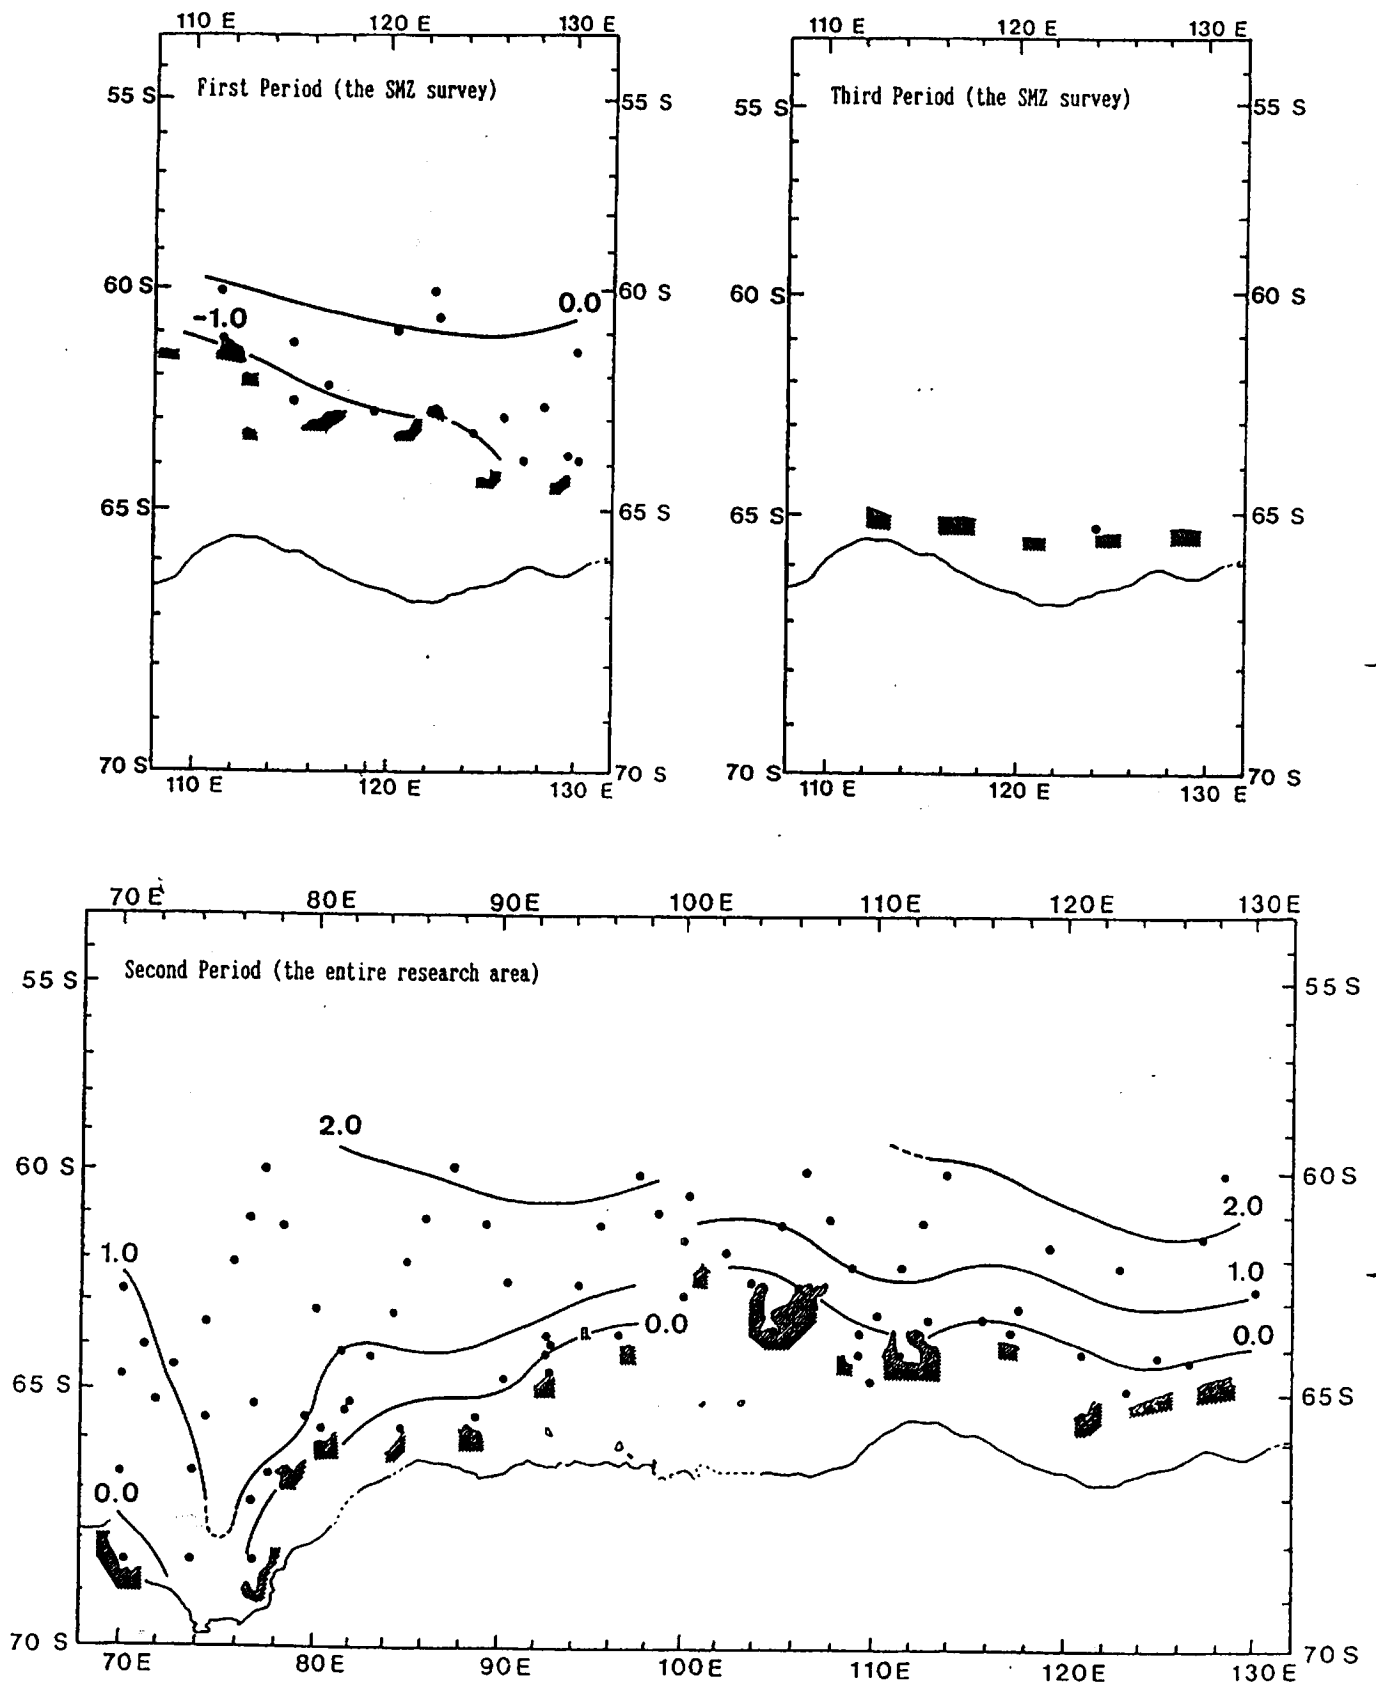 110 E 120 E 130 E
First Period (the SMZ survey)
55 S 55 S
60 S 60 S
0.0
-1.0
65 S 65 S
70 S 70 S
110 E 120 E 130 E
110 E 120 E 130 E
Third Period (the SMZ survey)
55 S 55 S
60 S 60 S
65 S 65 S
70 S 70 S
110 E 120 E 130 E
70 E 80 E 90 E 100 E 110 E 120 E 130 E
Second Period (the entire research area)
55 S 55 S
2.0
60 S 60 S
2.0
1.0
1.0
0.0
0.0
65 S 65 S
0.0
70 S 70 S
70 E 80 E 90 E 100 E 110 E 120 E 130 E